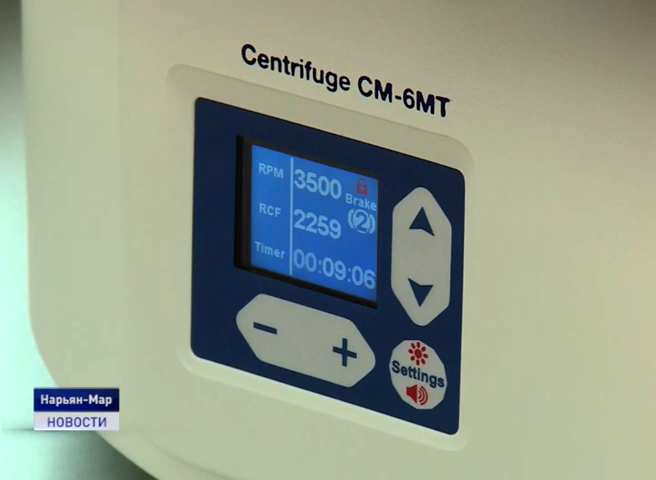 Centrifuge CM-6MT
RPM 3500 Brake
RCF 2259 (2)
Timer 00:09:06
− +
Settings
Нарьян-Мар
НОВОСТИ